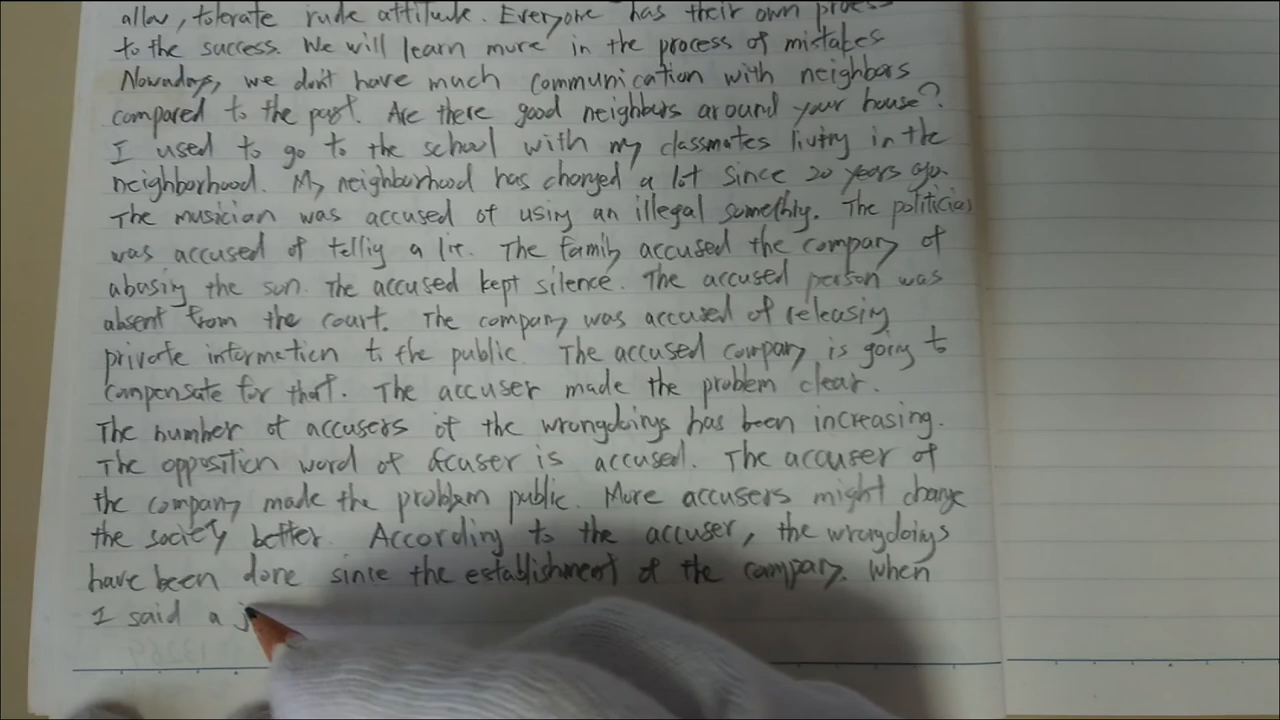 allow, tolerate rude attitude. Everyone has their own process
to the success. We will learn more in the process of mistakes
Nowadays, we don't have much communication with neighbors
compared to the past. Are there good neighbors around your house?
I used to go to the school with my classmates living in the
neighborhood. My neighborhood has changed a lot since 20 years ago.
The musician was accused of using an illegal something. The politician
was accused of telling a lie. The family accused the company of
abusing the son. The accused kept silence. The accused person was
absent from the court. The company was accused of releasing
private information to the public. The accused company is going to
compensate for that. The accuser made the problem clear.
The number of accusers of the wrongdoings has been increasing.
The opposition word of accuser is accused. The accuser of
the company made the problem public. More accusers might change
the society better. According to the accuser, the wrongdoings
have been done since the establishment of the company. When
I said a j